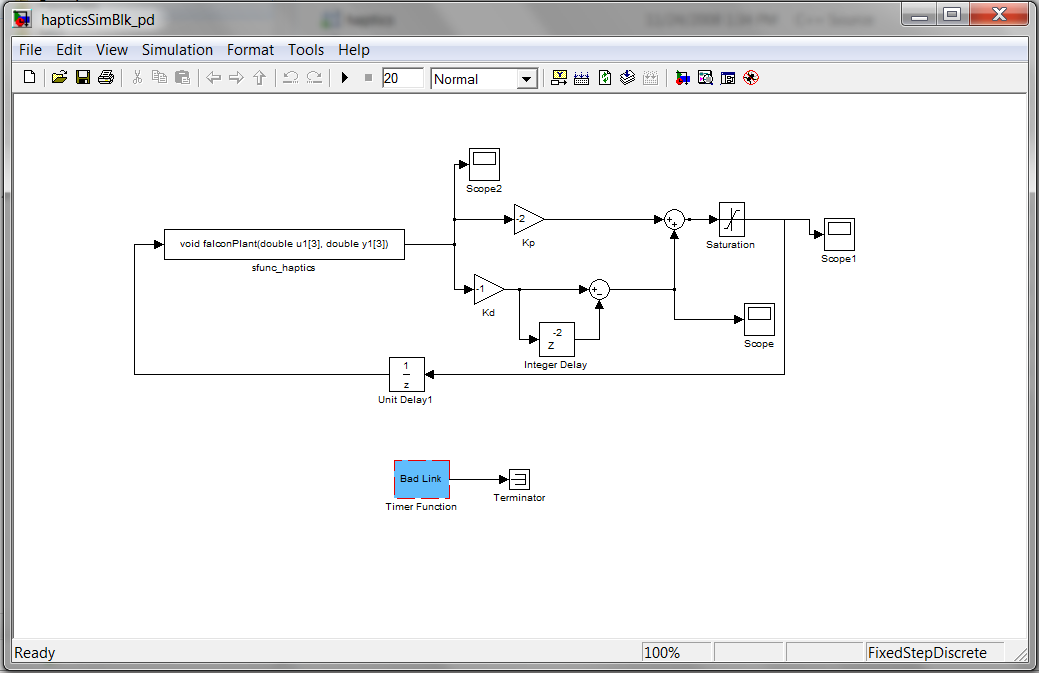 hapticsSimBlk_pd
File Edit View Simulation Format Tools Help
20 Normal
Scope2
-2
Kp
+
+
Saturation
Scope1
void falconPlant(double u1[3], double y1[3])
sfunc_haptics
-1
Kd
+
−
-2
Z
Integer Delay
Scope
1
z
Unit Delay1
Bad Link
Timer Function
Terminator
Ready 100% FixedStepDiscrete